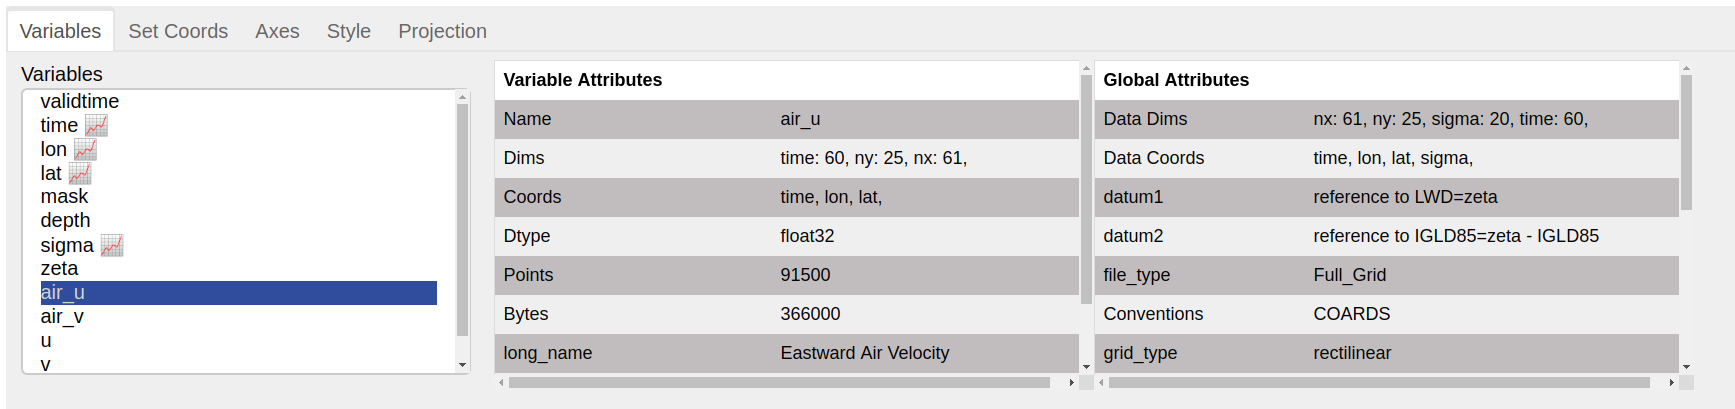 Variables Set Coords Axes Style Projection
Variables
validtime
time
lon
lat
mask
depth
sigma
zeta
air_u
air_v
u
v
Variable Attributes
Name air_u
Dims time: 60, ny: 25, nx: 61,
Coords time, lon, lat,
Dtype float32
Points 91500
Bytes 366000
long_name Eastward Air Velocity
Global Attributes
Data Dims nx: 61, ny: 25, sigma: 20, time: 60,
Data Coords time, lon, lat, sigma,
datum1 reference to LWD=zeta
datum2 reference to IGLD85=zeta - IGLD85
file_type Full_Grid
Conventions COARDS
grid_type rectilinear